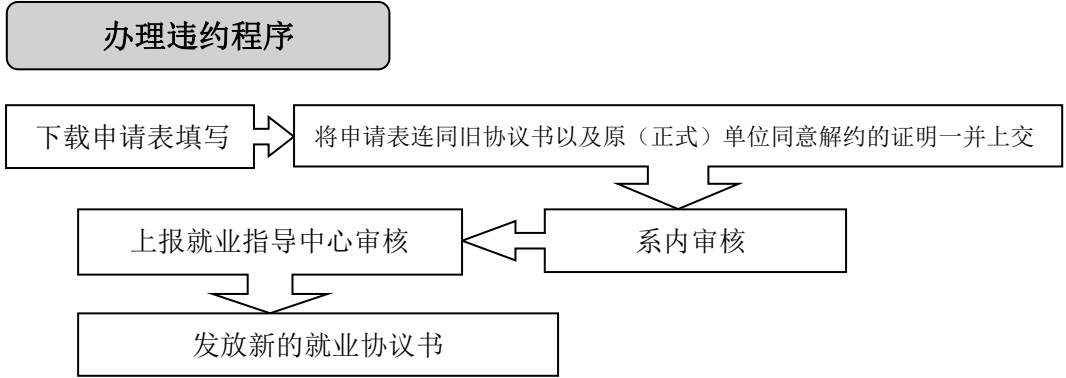 办理违约程序
下载申请表填写
将申请表连同旧协议书以及原（正式）单位同意解约的证明一并上交
系内审核
上报就业指导中心审核
发放新的就业协议书